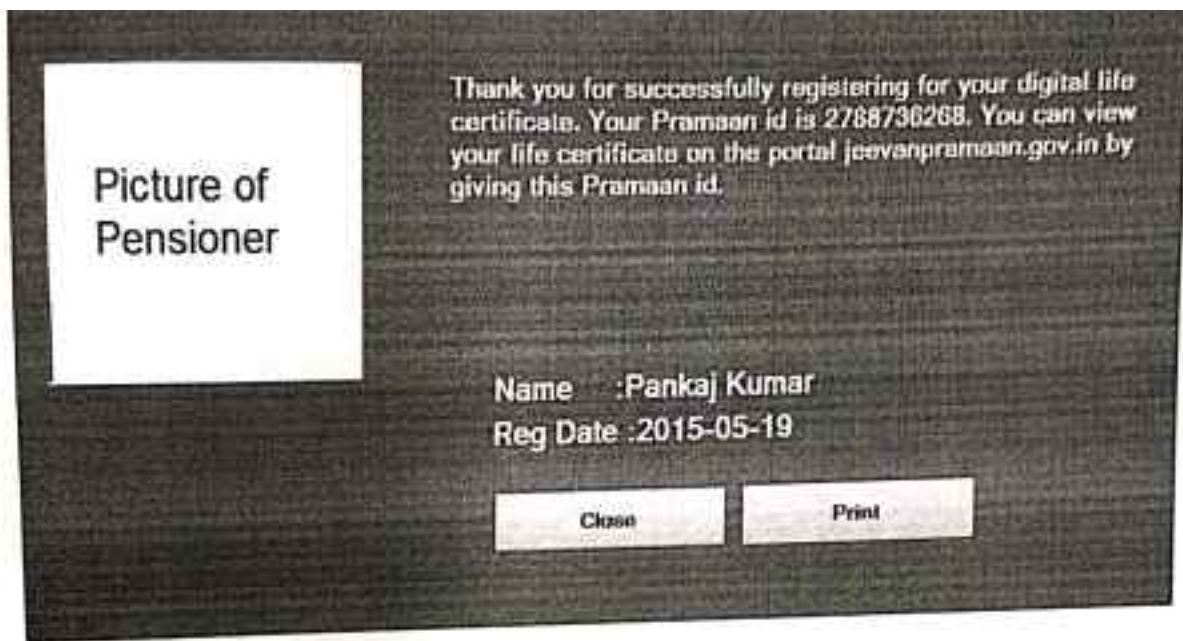 Picture of
Pensioner
Thank you for successfully registering for your digital life
certificate. Your Pramaan id is 2788736268. You can view
your life certificate on the portal jeevanpramaan.gov.in by
giving this Pramaan id.
Name :Pankaj Kumar
Reg Date :2015-05-19
Close
Print